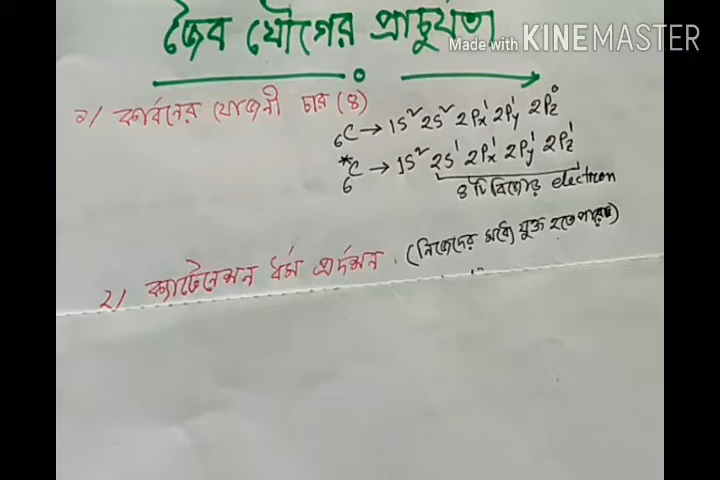 জৈব যৌগের প্রাচুর্যতা
Made with KINEMASTER
১/ কার্বনের যোজনী চার (৪)
₆C → 1S² 2S² 2Px¹ 2Py¹ 2Pz⁰
₆*C → 1S² 2S¹ 2Px¹ 2Py¹ 2Pz¹
৪টি বিজোড় electron
২/ ক্যাটেনেশন ধর্ম প্রদর্শন . (নিজেদের মধ্যে যুক্ত হতে পারে)